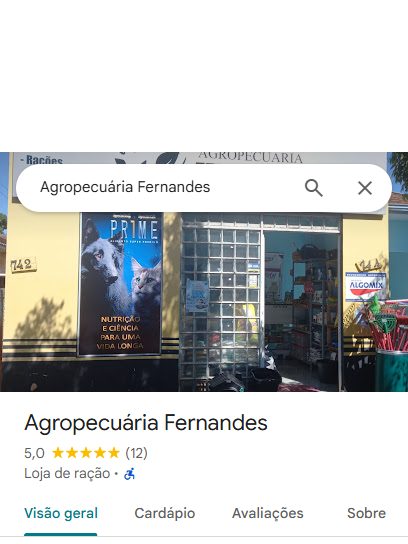 - Rações
AGROPECUÁRIA
Agropecuária Fernandes
PRIME
742
744
ALGOMIX
NUTRIÇÃO
E CIÊNCIA
PARA UMA
VIDA LONGA
Agropecuária Fernandes
5,0 (12)
Loja de ração ·
Visão geral Cardápio Avaliações Sobre